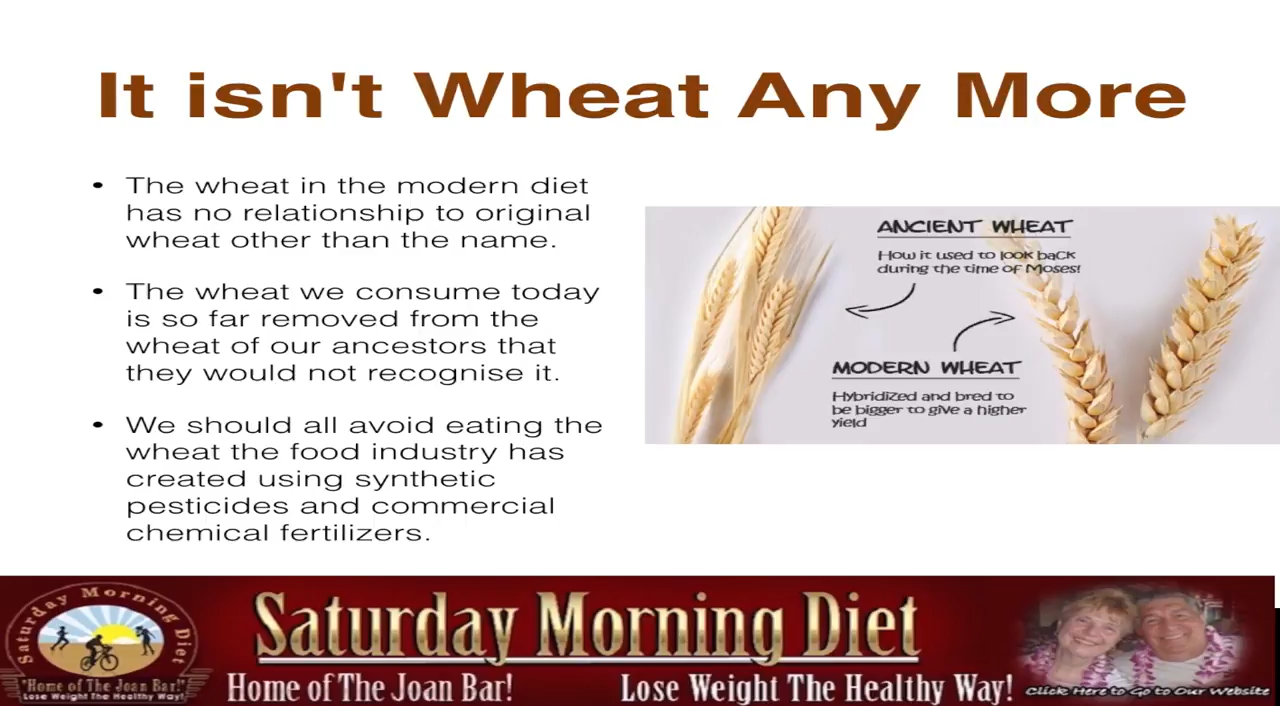 It isn't Wheat Any More
• The wheat in the modern diet
has no relationship to original
wheat other than the name.
• The wheat we consume today
is so far removed from the
wheat of our ancestors that
they would not recognise it.
• We should all avoid eating the
wheat the food industry has
created using synthetic
pesticides and commercial
chemical fertilizers.
ANCIENT WHEAT
How it used to look back
during the time of Moses!
MODERN WHEAT
Hybridized and bred to
be bigger to give a higher
yield
Saturday Morning Diet
"Home of The Joan Bar!"
Lose Weight The Healthy Way!
Saturday Morning Diet
Home of The Joan Bar!
Lose Weight The Healthy Way!
Click Here to Go to Our Website